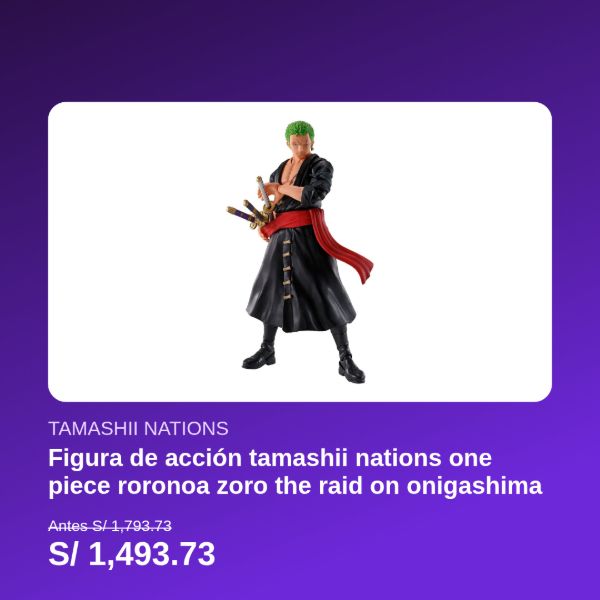 TAMASHII NATIONS
Figura de acción tamashii nations one
piece roronoa zoro the raid on onigashima
Antes S/ 1,793.73
S/ 1,493.73